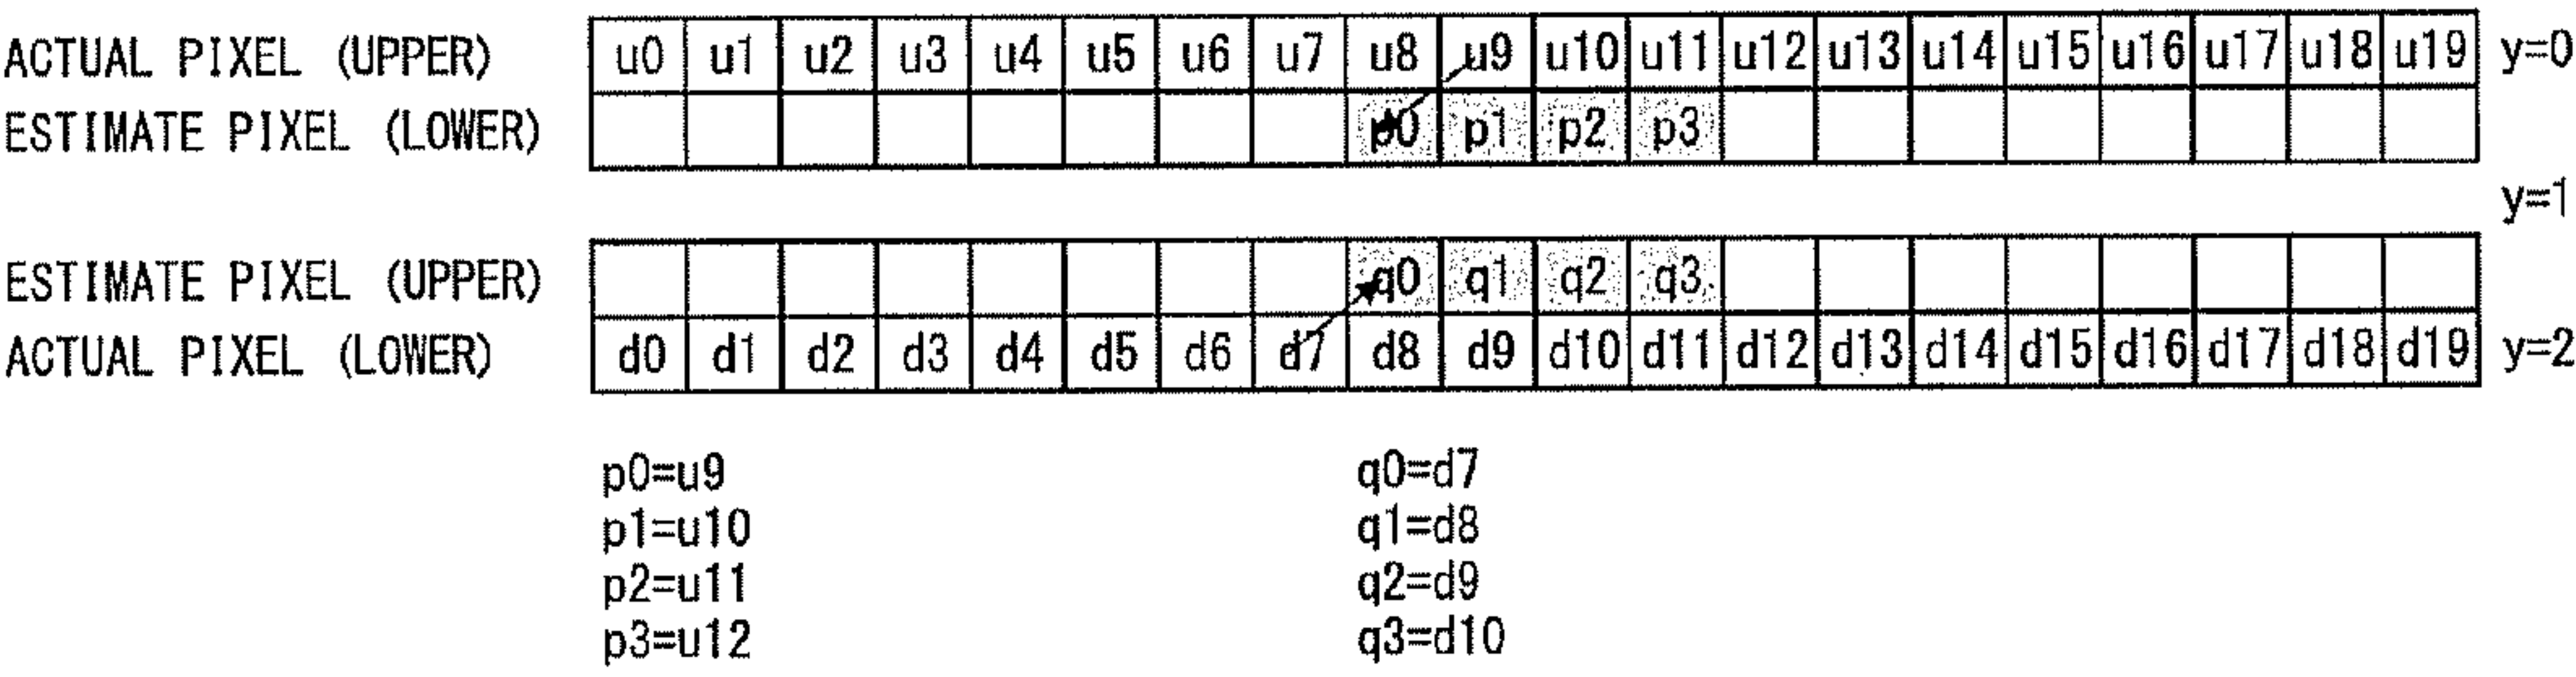 ACTUAL PIXEL (UPPER) u0 u1 u2 u3 u4 u5 u6 u7 u8 u9 u10 u11 u12 u13 u14 u15 u16 u17 u18 u19 y=0
ESTIMATE PIXEL (LOWER) p0 p1 p2 p3
y=1
ESTIMATE PIXEL (UPPER) q0 q1 q2 q3
ACTUAL PIXEL (LOWER) d0 d1 d2 d3 d4 d5 d6 d7 d8 d9 d10 d11 d12 d13 d14 d15 d16 d17 d18 d19 y=2
p0=u9 q0=d7
p1=u10 q1=d8
p2=u11 q2=d9
p3=u12 q3=d10